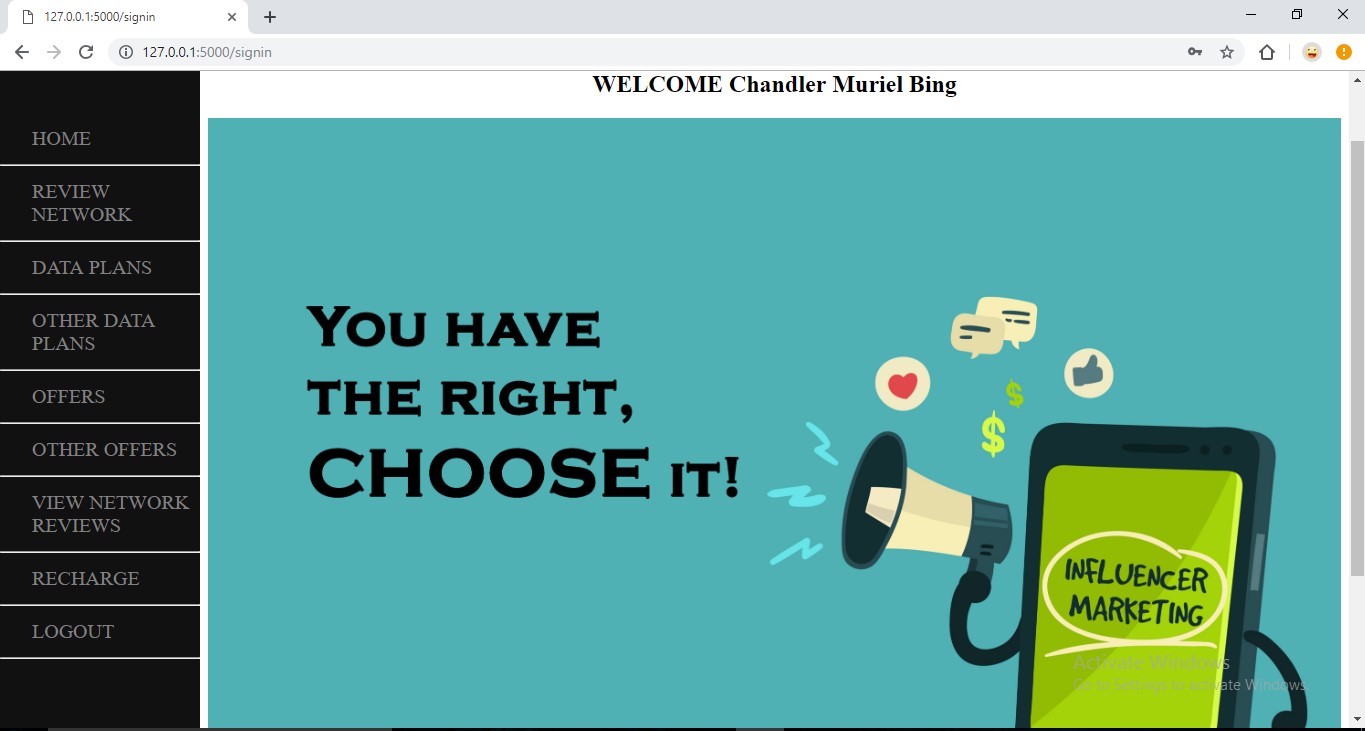 127.0.0.1:5000/signin
127.0.0.1:5000/signin
WELCOME Chandler Muriel Bing
HOME
REVIEW
NETWORK
DATA PLANS
OTHER DATA
PLANS
OFFERS
OTHER OFFERS
VIEW NETWORK
REVIEWS
RECHARGE
LOGOUT
YOU HAVE
THE RIGHT,
CHOOSE IT!
$
$
INFLUENCER
MARKETING
Activate Windows
Go to Settings to activate Windows.